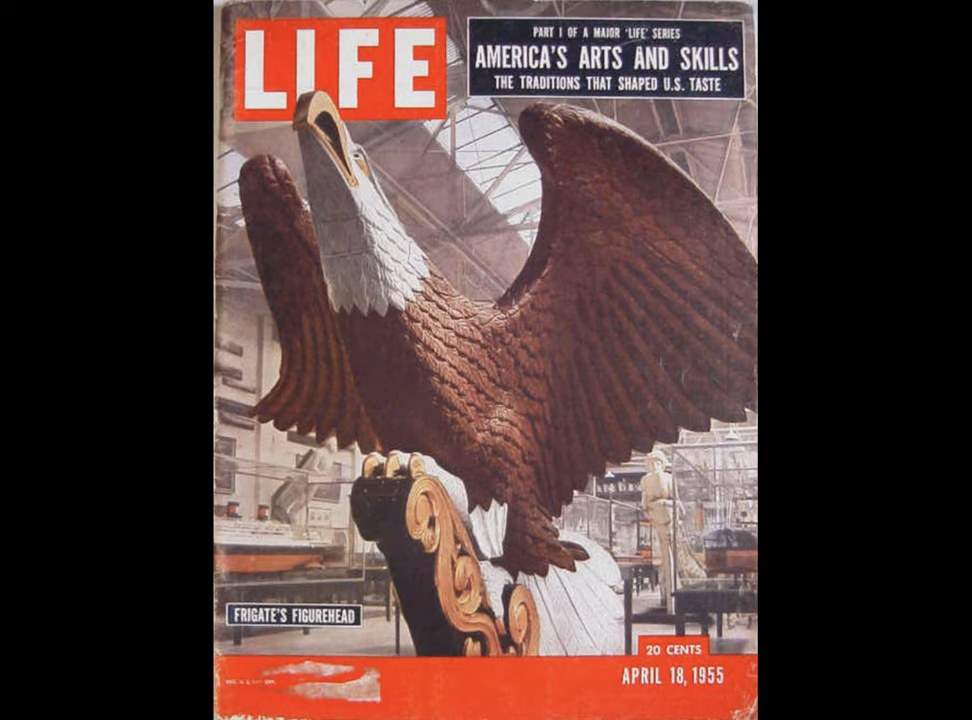 LIFE
PART I OF A MAJOR 'LIFE' SERIES
AMERICA'S ARTS AND SKILLS
THE TRADITIONS THAT SHAPED U.S. TASTE
FRIGATE'S FIGUREHEAD
20 CENTS
APRIL 18, 1955